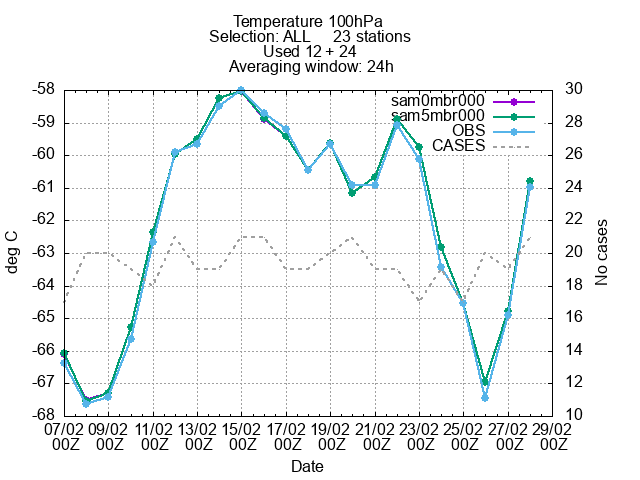 Temperature 100hPa
Selection: ALL 23 stations
Used 12 + 24
Averaging window: 24h
sam0mbr000
sam5mbr000
OBS
CASES
-58
-59
-60
-61
-62
-63
-64
-65
-66
-67
-68
deg C
30
28
26
24
22
20
18
16
14
12
10
No cases
07/02 09/02 11/02 13/02 15/02 17/02 19/02 21/02 23/02 25/02 27/02 29/02
00Z 00Z 00Z 00Z 00Z 00Z 00Z 00Z 00Z 00Z 00Z 00Z
Date